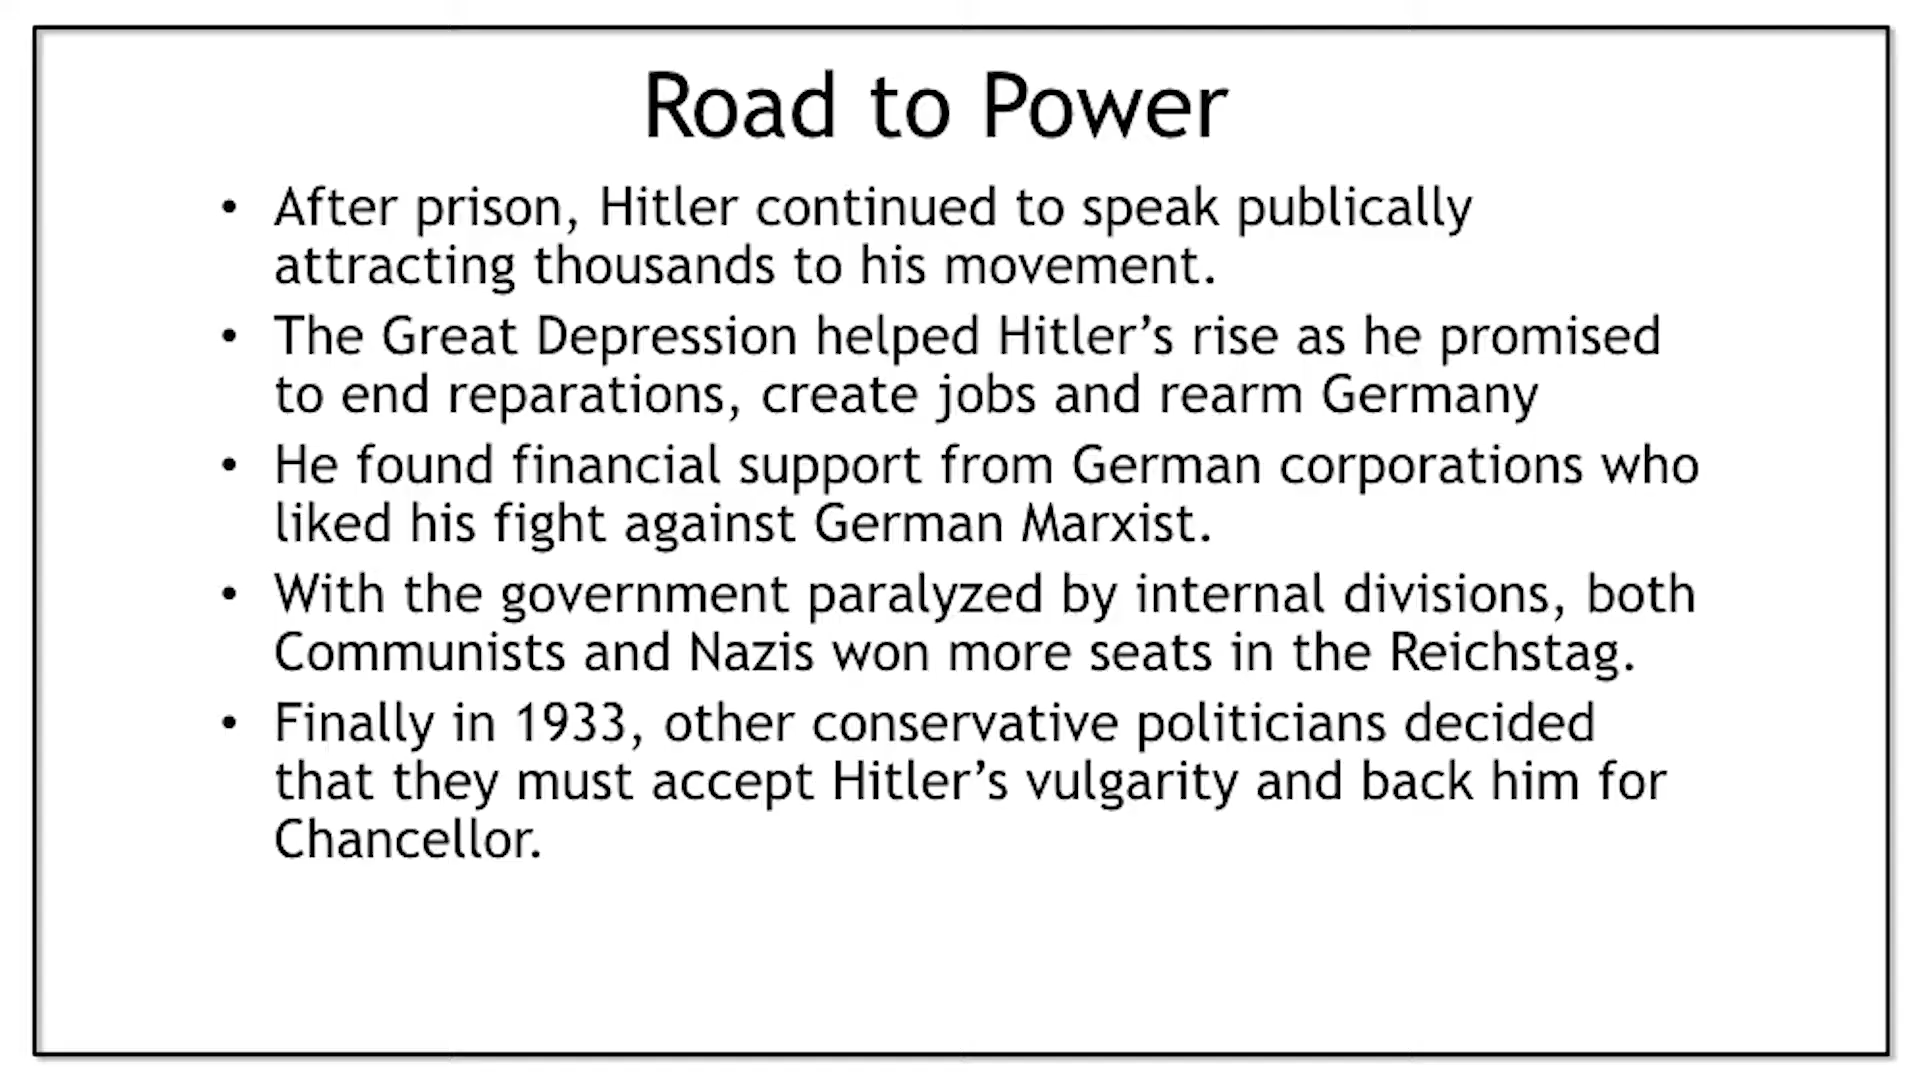 Road to Power
• After prison, Hitler continued to speak publically
attracting thousands to his movement.
• The Great Depression helped Hitler’s rise as he promised
to end reparations, create jobs and rearm Germany
• He found financial support from German corporations who
liked his fight against German Marxist.
• With the government paralyzed by internal divisions, both
Communists and Nazis won more seats in the Reichstag.
• Finally in 1933, other conservative politicians decided
that they must accept Hitler’s vulgarity and back him for
Chancellor.